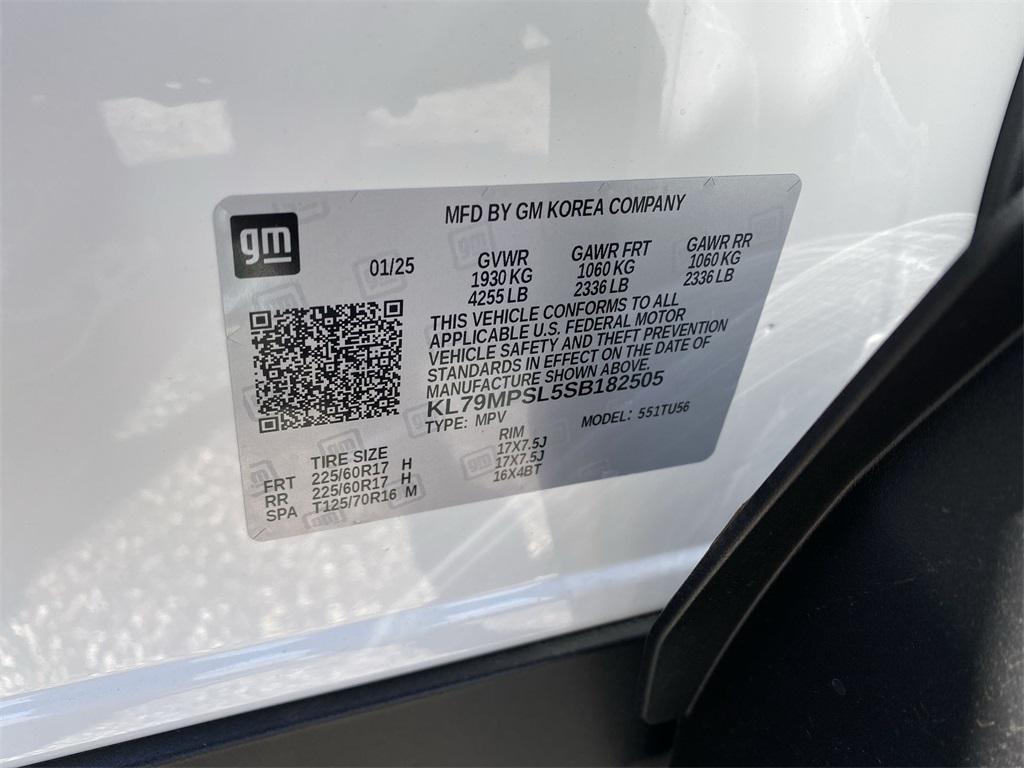 gm
MFD BY GM KOREA COMPANY
01/25
GVWR GAWR FRT GAWR RR
1930 KG 1060 KG 1060 KG
4255 LB 2336 LB 2336 LB
THIS VEHICLE CONFORMS TO ALL
APPLICABLE U.S. FEDERAL MOTOR
VEHICLE SAFETY AND THEFT PREVENTION
STANDARDS IN EFFECT ON THE DATE OF
MANUFACTURE SHOWN ABOVE.
KL79MPSL5SB182505
TYPE: MPV MODEL: 551TU56
TIRE SIZE RIM
FRT 225/60R17 H 17X7.5J
RR 225/60R17 H 17X7.5J
SPA T125/70R16 M 16X4BT